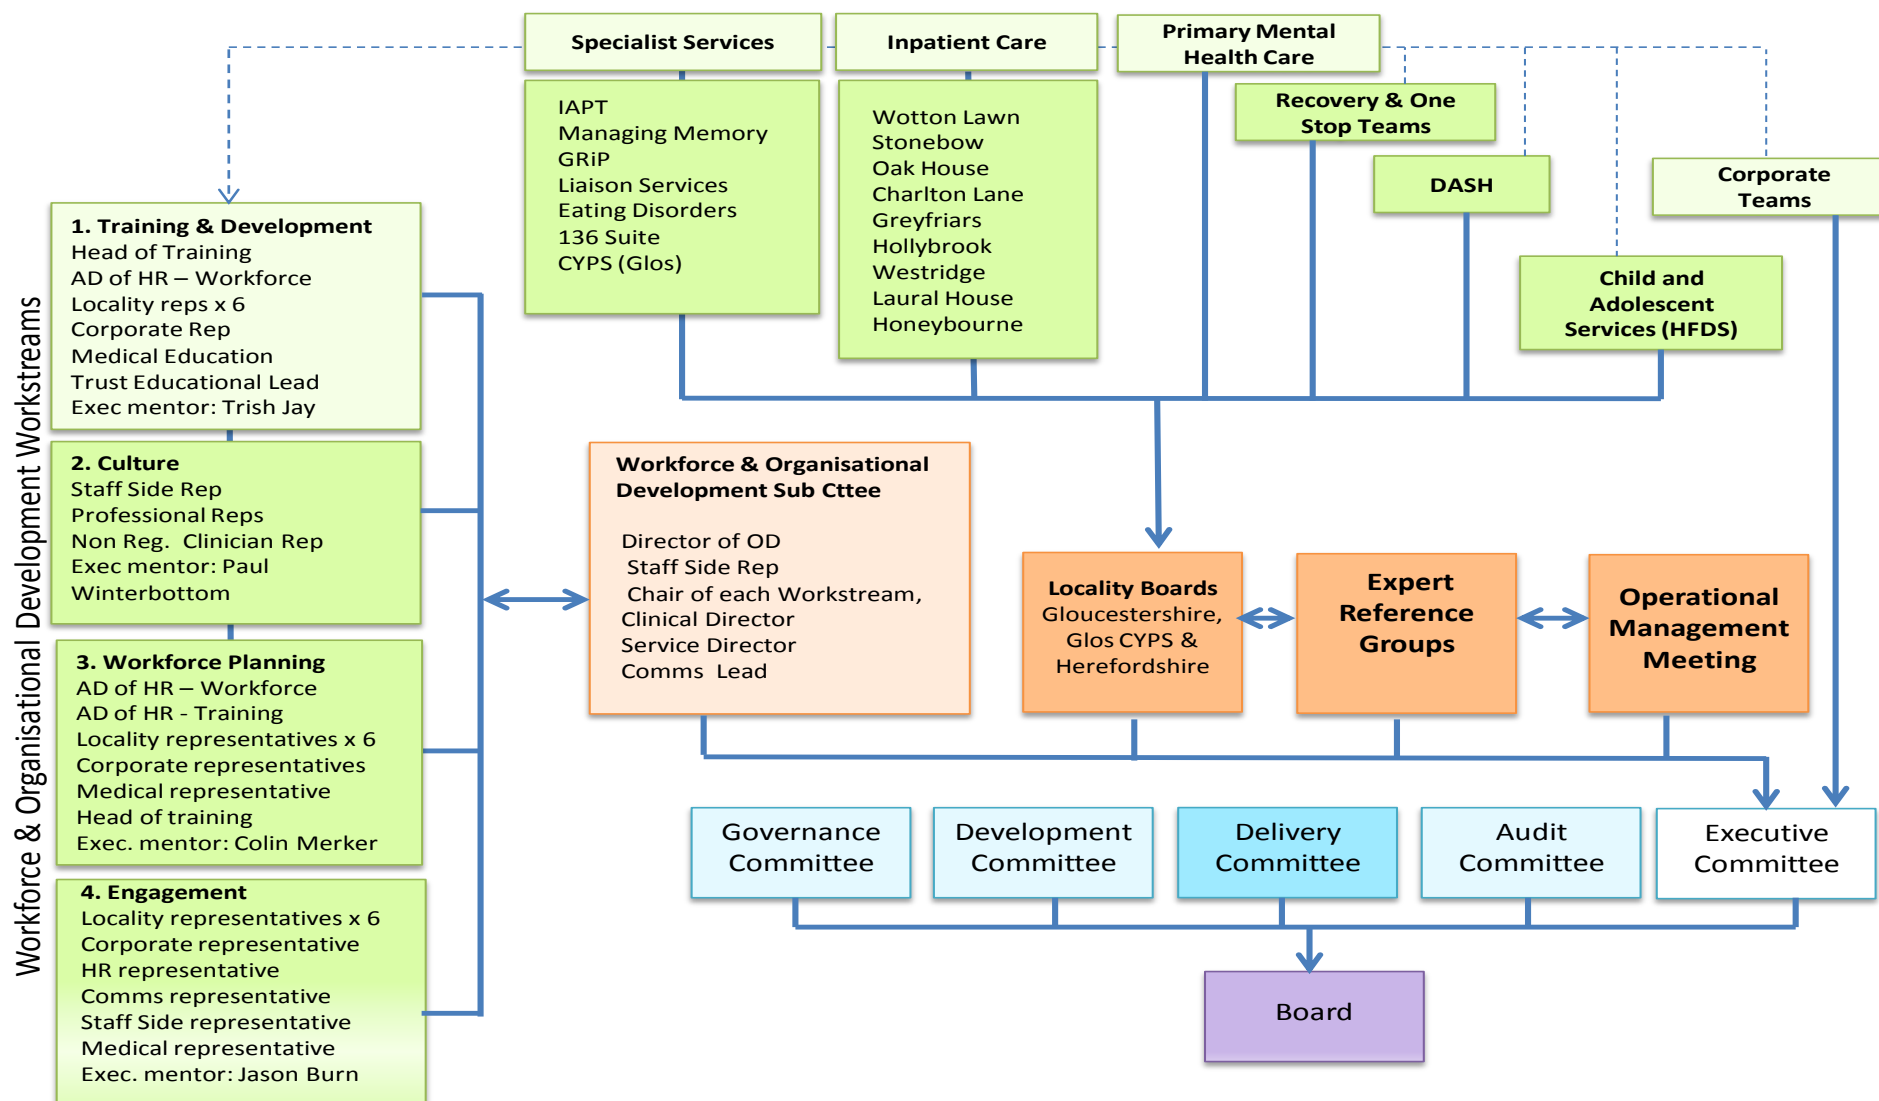 Specialist Services
Inpatient Care
Primary Mental
Health Care
IAPT
Managing Memory
GRiP
Liaison Services
Eating Disorders
136 Suite
CYPS (Glos)
Wotton Lawn
Stonebow
Oak House
Charlton Lane
Greyfriars
Hollybrook
Westridge
Laural House
Honeybourne
Recovery & One
Stop Teams
DASH
Corporate
Teams
Child and
Adolescent
Services (HFDS)
Workforce & Organisational Development Workstreams
1. Training & Development
Head of Training
AD of HR – Workforce
Locality reps x 6
Corporate Rep
Medical Education
Trust Educational Lead
Exec mentor: Trish Jay
2. Culture
Staff Side Rep
Professional Reps
Non Reg. Clinician Rep
Exec mentor: Paul
Winterbottom
3. Workforce Planning
AD of HR – Workforce
AD of HR - Training
Locality representatives x 6
Corporate representatives
Medical representative
Head of training
Exec. mentor: Colin Merker
4. Engagement
Locality representatives x 6
Corporate representative
HR representative
Comms representative
Staff Side representative
Medical representative
Exec. mentor: Jason Burn
Workforce & Organisational
Development Sub Cttee
Director of OD
Staff Side Rep
Chair of each Workstream,
Clinical Director
Service Director
Comms Lead
Locality Boards
Gloucestershire,
Glos CYPS &
Herefordshire
Expert
Reference
Groups
Operational
Management
Meeting
Governance
Committee
Development
Committee
Delivery
Committee
Audit
Committee
Executive
Committee
Board